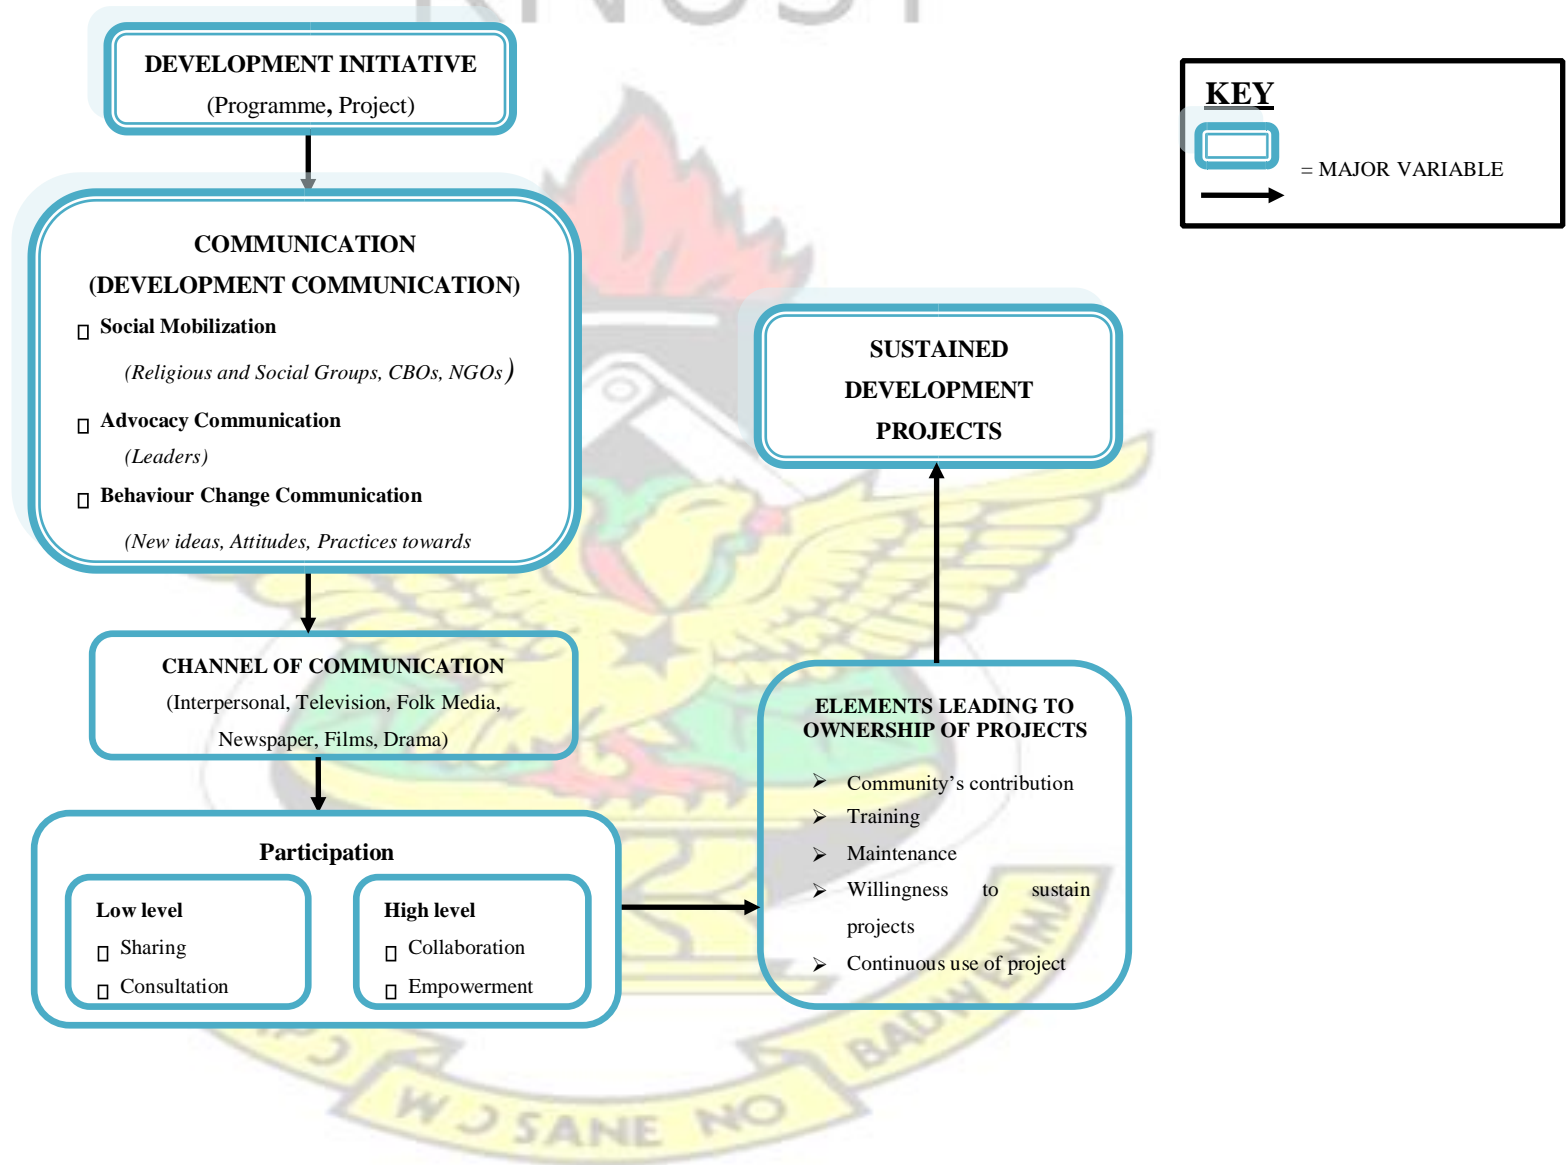 KNUST
DEVELOPMENT INITIATIVE
(Programme, Project)
KEY
= MAJOR VARIABLE
COMMUNICATION
(DEVELOPMENT COMMUNICATION)
Social Mobilization
(Religious and Social Groups, CBOs, NGOs)
Advocacy Communication
(Leaders)
Behaviour Change Communication
(New ideas, Attitudes, Practices towards
CHANNEL OF COMMUNICATION
(Interpersonal, Television, Folk Media,
Newspaper, Films, Drama)
Participation
Low level
Sharing
Consultation
High level
Collaboration
Empowerment
ELEMENTS LEADING TO
OWNERSHIP OF PROJECTS
➢ Community’s contribution
➢ Training
➢ Maintenance
➢ Willingness to sustain
projects
➢ Continuous use of project
SUSTAINED
DEVELOPMENT
PROJECTS
W Ɔ SANE NO
BADWENMA